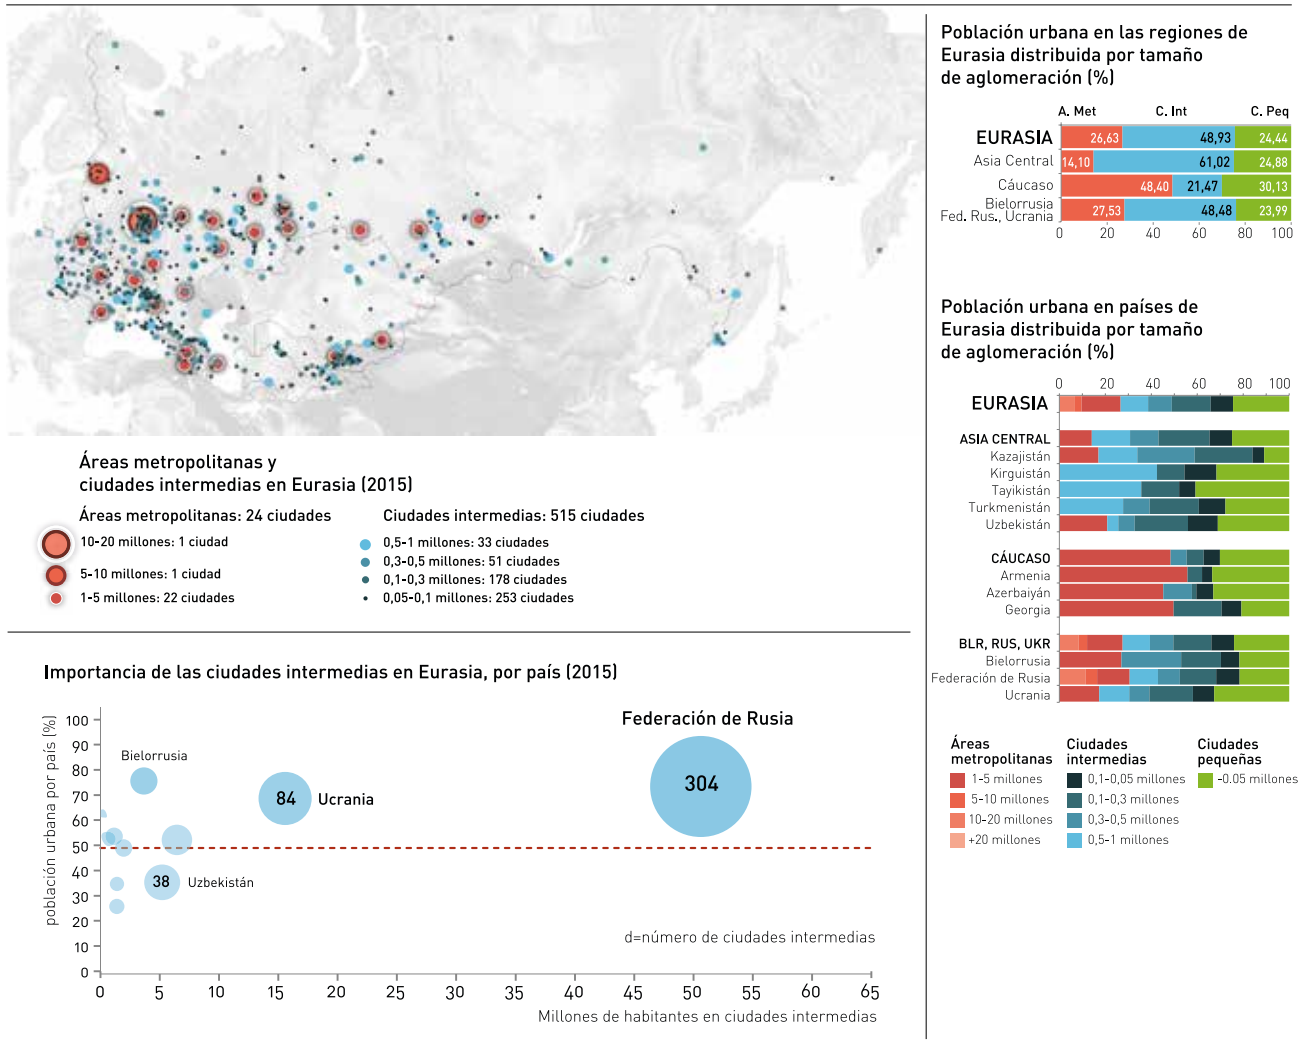 Áreas metropolitanas y
ciudades intermedias en Eurasia (2015)
Áreas metropolitanas: 24 ciudades
10-20 millones: 1 ciudad
5-10 millones: 1 ciudad
1-5 millones: 22 ciudades
Ciudades intermedias: 515 ciudades
0,5-1 millones: 33 ciudades
0,3-0,5 millones: 51 ciudades
0,1-0,3 millones: 178 ciudades
0,05-0,1 millones: 253 ciudades
Importancia de las ciudades intermedias en Eurasia, por país (2015)
población urbana por país (%)
100
90
80
70
60
50
40
30
20
10
0
Bielorrusia
84 Ucrania
Federación de Rusia
304
38 Uzbekistán
d=número de ciudades intermedias
0 5 10 15 20 25 30 35 40 45 50 55 60 65
Millones de habitantes en ciudades intermedias
Población urbana en las regiones de
Eurasia distribuida por tamaño
de aglomeración (%)
A. Met C. Int C. Peq
EURASIA 26,63 48,93 24,44
Asia Central 14,10 61,02 24,88
Cáucaso 48,40 21,47 30,13
Bielorrusia
Fed. Rus., Ucrania 27,53 48,48 23,99
0 20 40 60 80 100
Población urbana en países de
Eurasia distribuida por tamaño
de aglomeración (%)
0 20 40 60 80 100
EURASIA
ASIA CENTRAL
Kazajistán
Kirguistán
Tayikistán
Turkmenistán
Uzbekistán
CÁUCASO
Armenia
Azerbaiyán
Georgia
BLR, RUS, UKR
Bielorrusia
Federación de Rusia
Ucrania
Áreas
metropolitanas
1-5 millones
5-10 millones
10-20 millones
+20 millones
Ciudades
intermedias
0,1-0,05 millones
0,1-0,3 millones
0,3-0,5 millones
0,5-1 millones
Ciudades
pequeñas
-0.05 millones